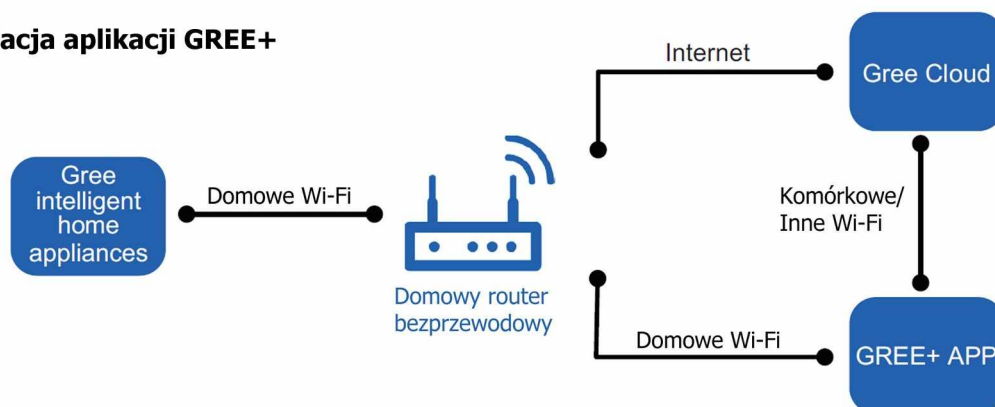 acja aplikacji GREE+
Internet
Gree Cloud
Gree
intelligent
home
appliances
Domowe Wi-Fi
Komórkowe/
Inne Wi-Fi
Domowy router
bezprzewodowy
Domowe Wi-Fi
GREE+ APP